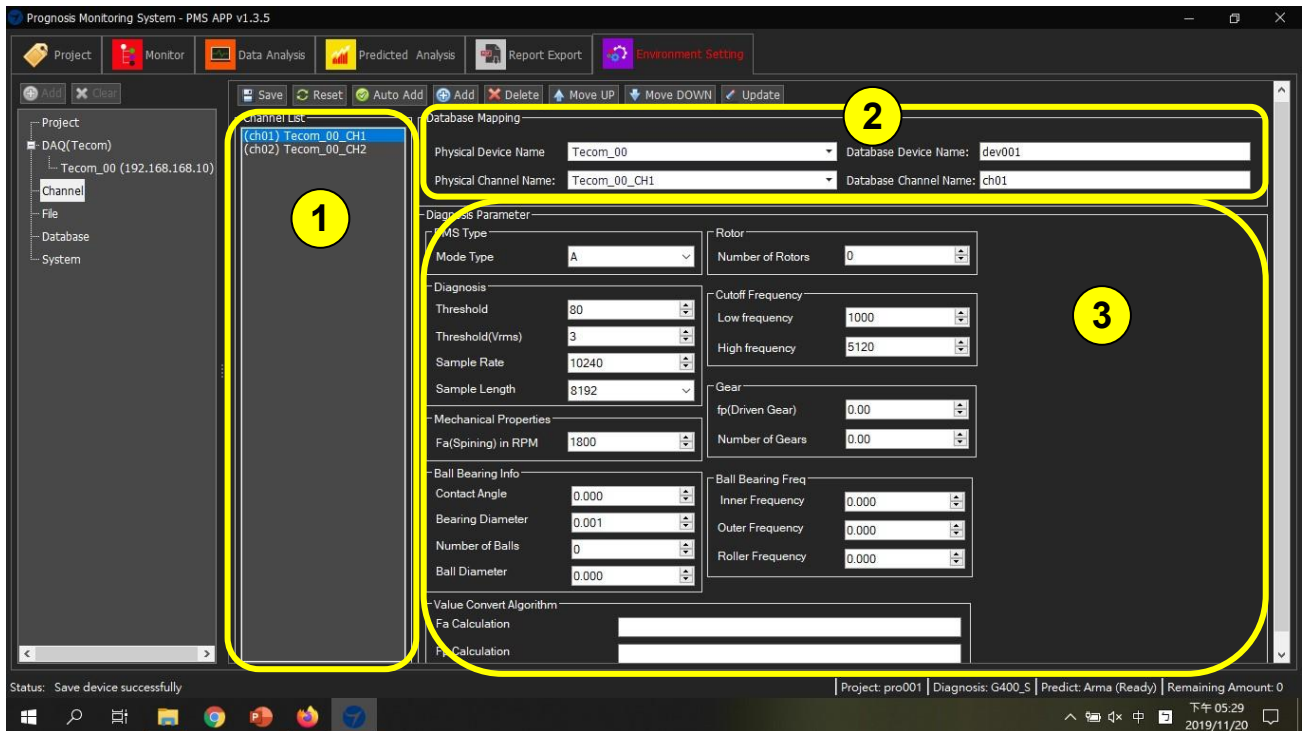 Prognosis Monitoring System - PMS APP v1.3.5
Project Monitor Data Analysis Predicted Analysis Report Export Environment Setting
Add Clear
Save Reset Auto Add Add Delete Move UP Move DOWN Update
Project
DAQ(Tecom)
Tecom_00 (192.168.168.10)
Channel
File
Database
System
Channel List
(ch01) Tecom_00_CH1
(ch02) Tecom_00_CH2
1
Database Mapping
2
Physical Device Name Tecom_00 Database Device Name: dev001
Physical Channel Name: Tecom_00_CH1 Database Channel Name: ch01
Diagnosis Parameter
3
PMS Type
Mode Type A
Diagnosis
Threshold 80
Threshold(Vrms) 3
Sample Rate 10240
Sample Length 8192
Mechanical Properties
Fa(Spining) in RPM 1800
Ball Bearing Info
Contact Angle 0.000
Bearing Diameter 0.001
Number of Balls 0
Ball Diameter 0.000
Rotor
Number of Rotors 0
Cutoff Frequency
Low frequency 1000
High frequency 5120
Gear
fp(Driven Gear) 0.00
Number of Gears 0.00
Ball Bearing Freq
Inner Frequency 0.000
Outer Frequency 0.000
Roller Frequency 0.000
Value Convert Algorithm
Fa Calculation
Fp Calculation
Status: Save device successfully
Project: pro001 Diagnosis: G400_S Predict: Arma (Ready) Remaining Amount: 0
中
下午 05:29
2019/11/20